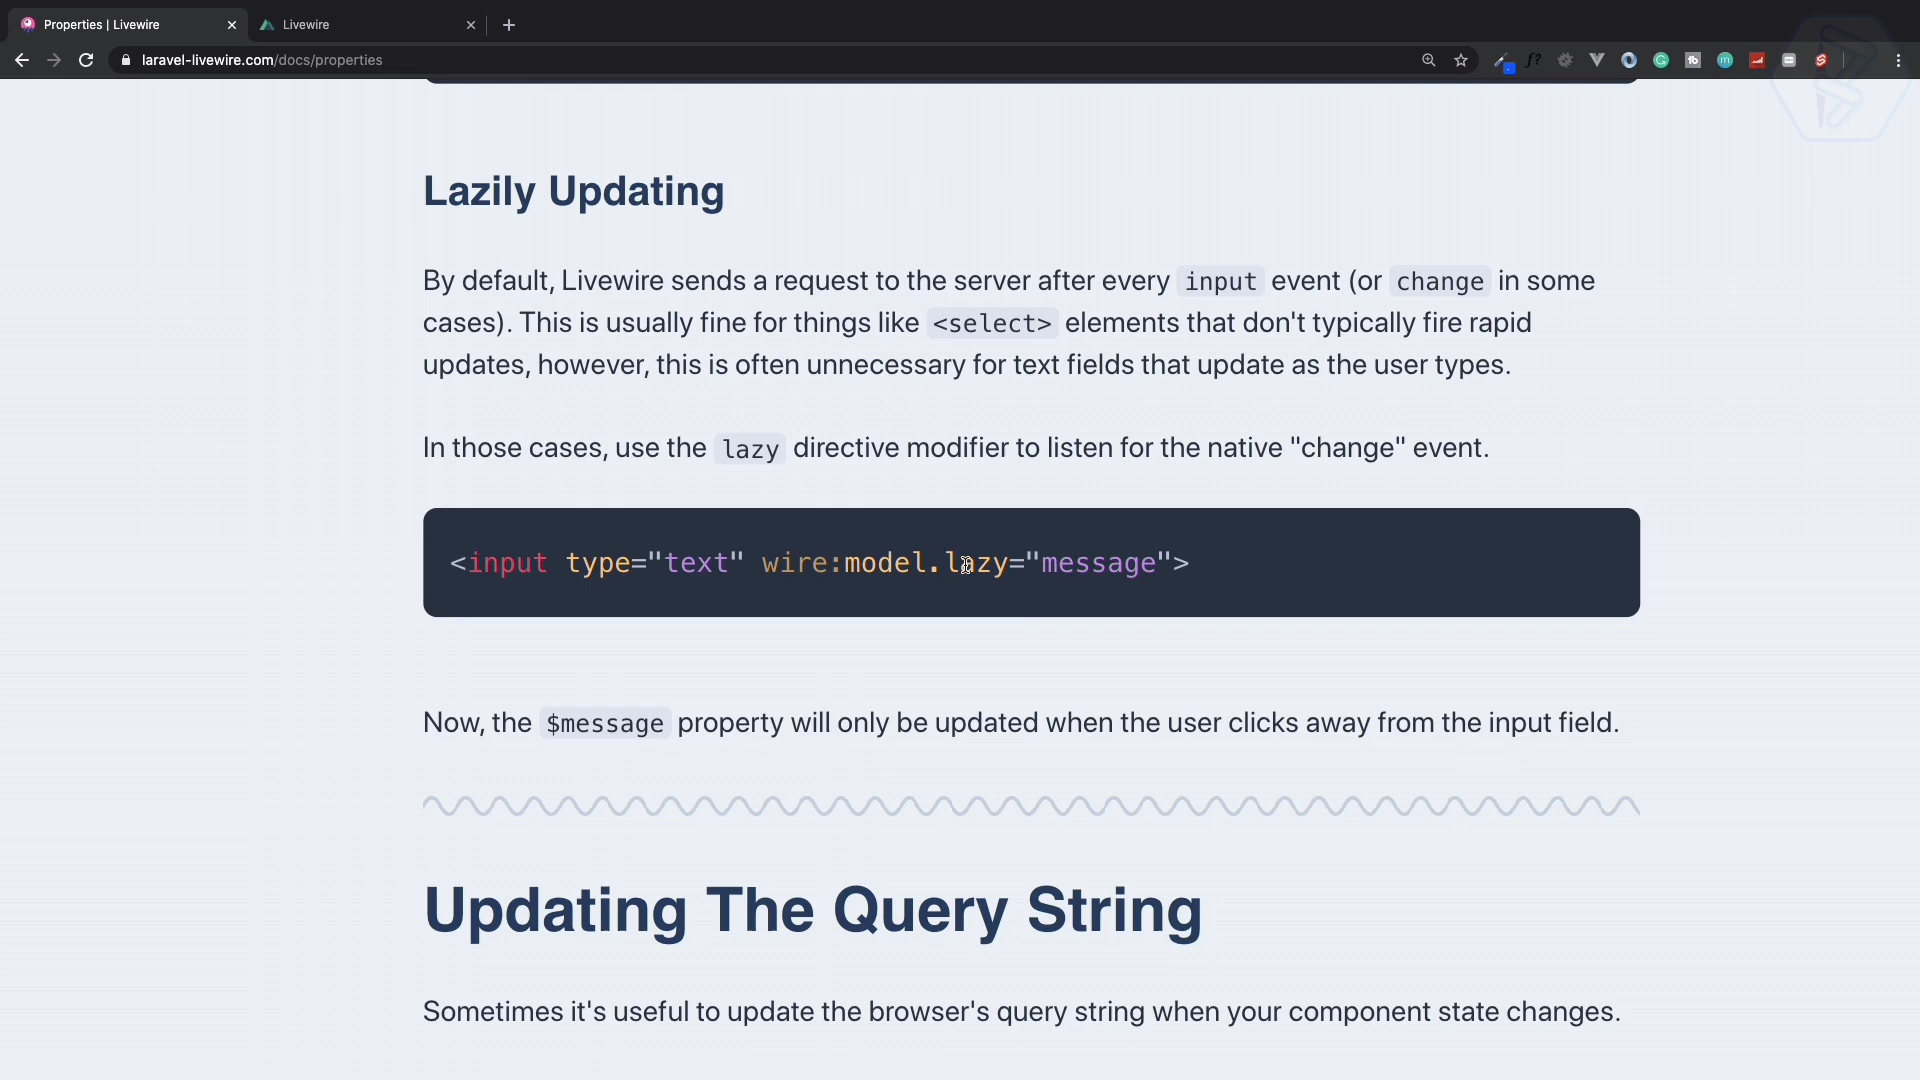 Properties | Livewire
Livewire
laravel-livewire.com/docs/properties
Lazily Updating
By default, Livewire sends a request to the server after every input event (or change in some
cases). This is usually fine for things like <select> elements that don't typically fire rapid
updates, however, this is often unnecessary for text fields that update as the user types.
In those cases, use the lazy directive modifier to listen for the native "change" event.
<input type="text" wire:model.lazy="message">
Now, the $message property will only be updated when the user clicks away from the input field.
Updating The Query String
Sometimes it's useful to update the browser's query string when your component state changes.